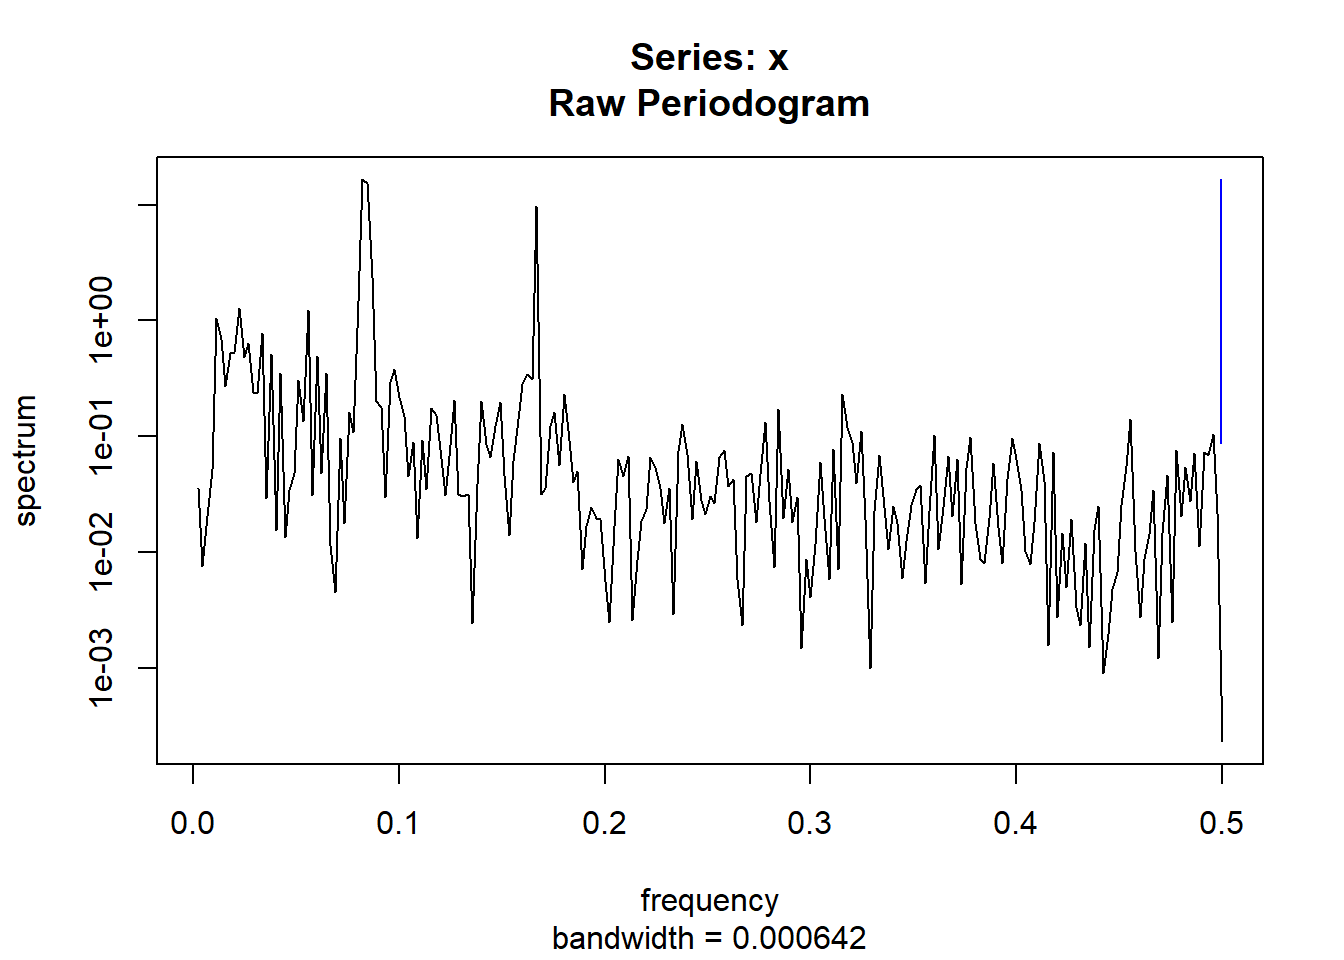 Series: x
Raw Periodogram
spectrum
1e+00
1e-01
1e-02
1e-03
0.0 0.1 0.2 0.3 0.4 0.5
frequency
bandwidth = 0.000642